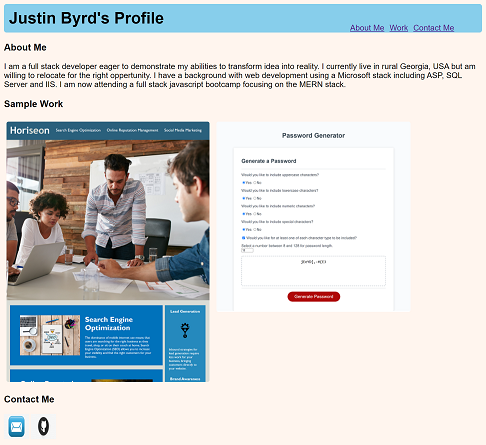 Justin Byrd's Profile
About Me Work Contact Me
About Me
I am a full stack developer eager to demonstrate my abilities to transform idea into reality. I currently live in rural Georgia, USA but am
willing to relocate for the right oppertunity. I have a background with web development using a Microsoft stack including ASP, SQL
Server and IIS. I am now attending a full stack javascript bootcamp focusing on the MERN stack.
Sample Work
Horiseon
Search Engine Optimization Online Reputation Management Social Media Marketing
Search Engine
Optimization
Lead Generation
Brand Awareness
Password Generator
Generate a Password
Would you like to include uppercase characters?
Yes No
Would you like to include lowercase characters?
Yes No
Would you like to include numeric characters?
Yes No
Would you like to include special characters?
Yes No
Would you like for at least one of each character type to be included?
Select a number between 8 and 128 for password length:
Generate Password
Contact Me